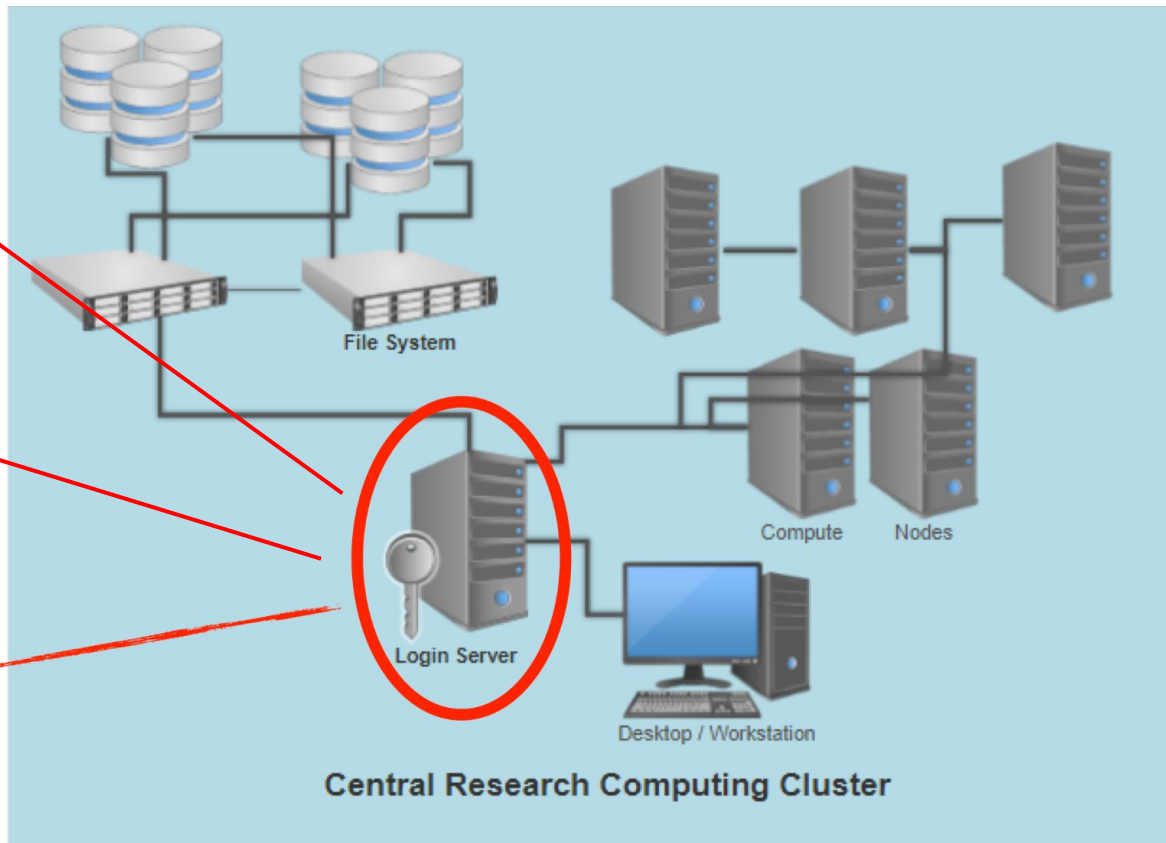 File System
Compute Nodes
Login Server
Desktop / Workstation
Central Research Computing Cluster